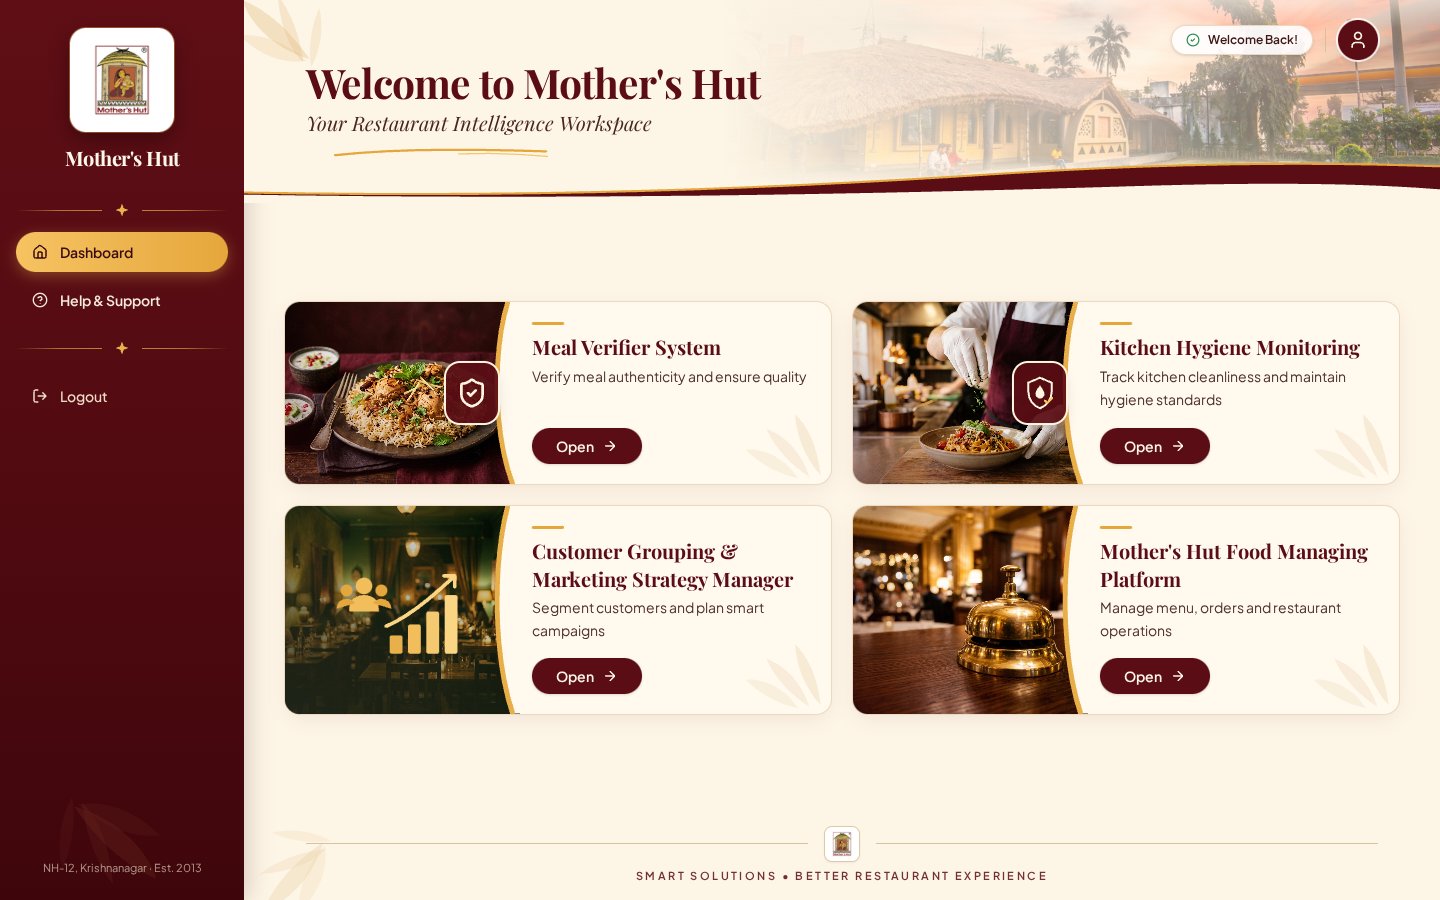 Mother's Hut
Mother's Hut
Dashboard
Help & Support
Logout
NH-12, Krishnanagar · Est. 2013
Welcome to Mother's Hut
Your Restaurant Intelligence Workspace
Welcome Back!
Meal Verifier System
Verify meal authenticity and ensure quality
Open
Kitchen Hygiene Monitoring
Track kitchen cleanliness and maintain
hygiene standards
Open
Customer Grouping &
Marketing Strategy Manager
Segment customers and plan smart
campaigns
Open
Mother's Hut Food Managing
Platform
Manage menu, orders and restaurant
operations
Open
SMART SOLUTIONS • BETTER RESTAURANT EXPERIENCE